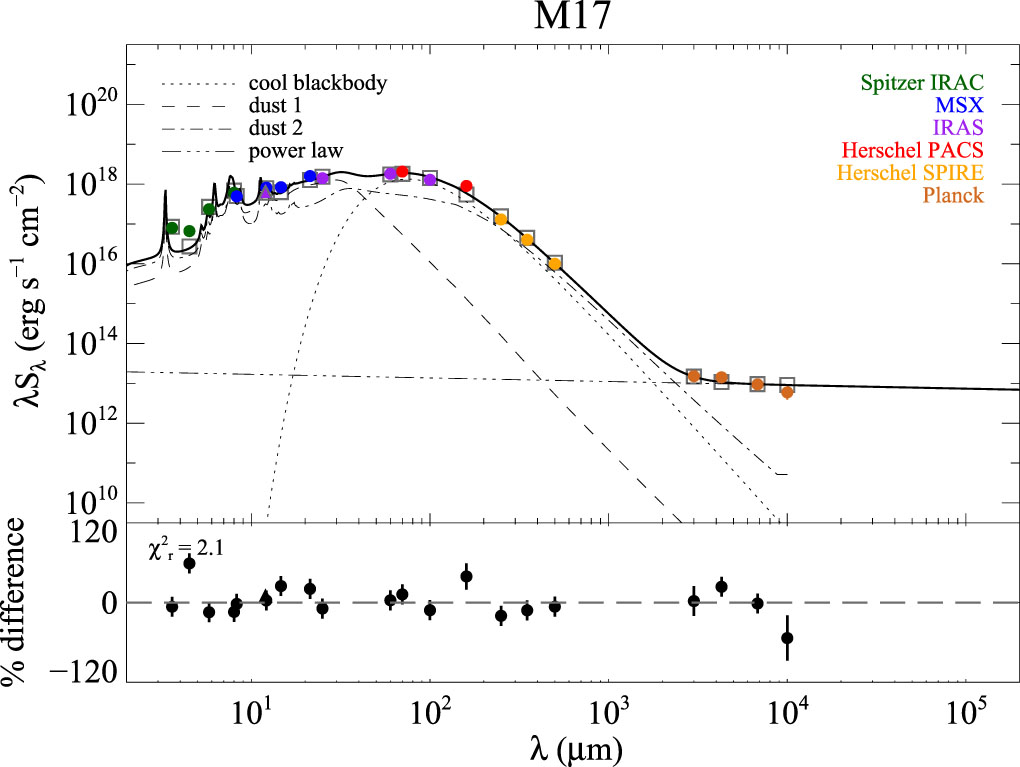 M17
cool blackbody
dust 1
dust 2
power law
Spitzer IRAC
MSX
IRAS
Herschel PACS
Herschel SPIRE
Planck
λS_λ (erg s⁻¹ cm⁻²)
10²⁰
10¹⁸
10¹⁶
10¹⁴
10¹²
10¹⁰
% difference
120
0
−120
χ²_r = 2.1
10¹ 10² 10³ 10⁴ 10⁵
λ (μm)